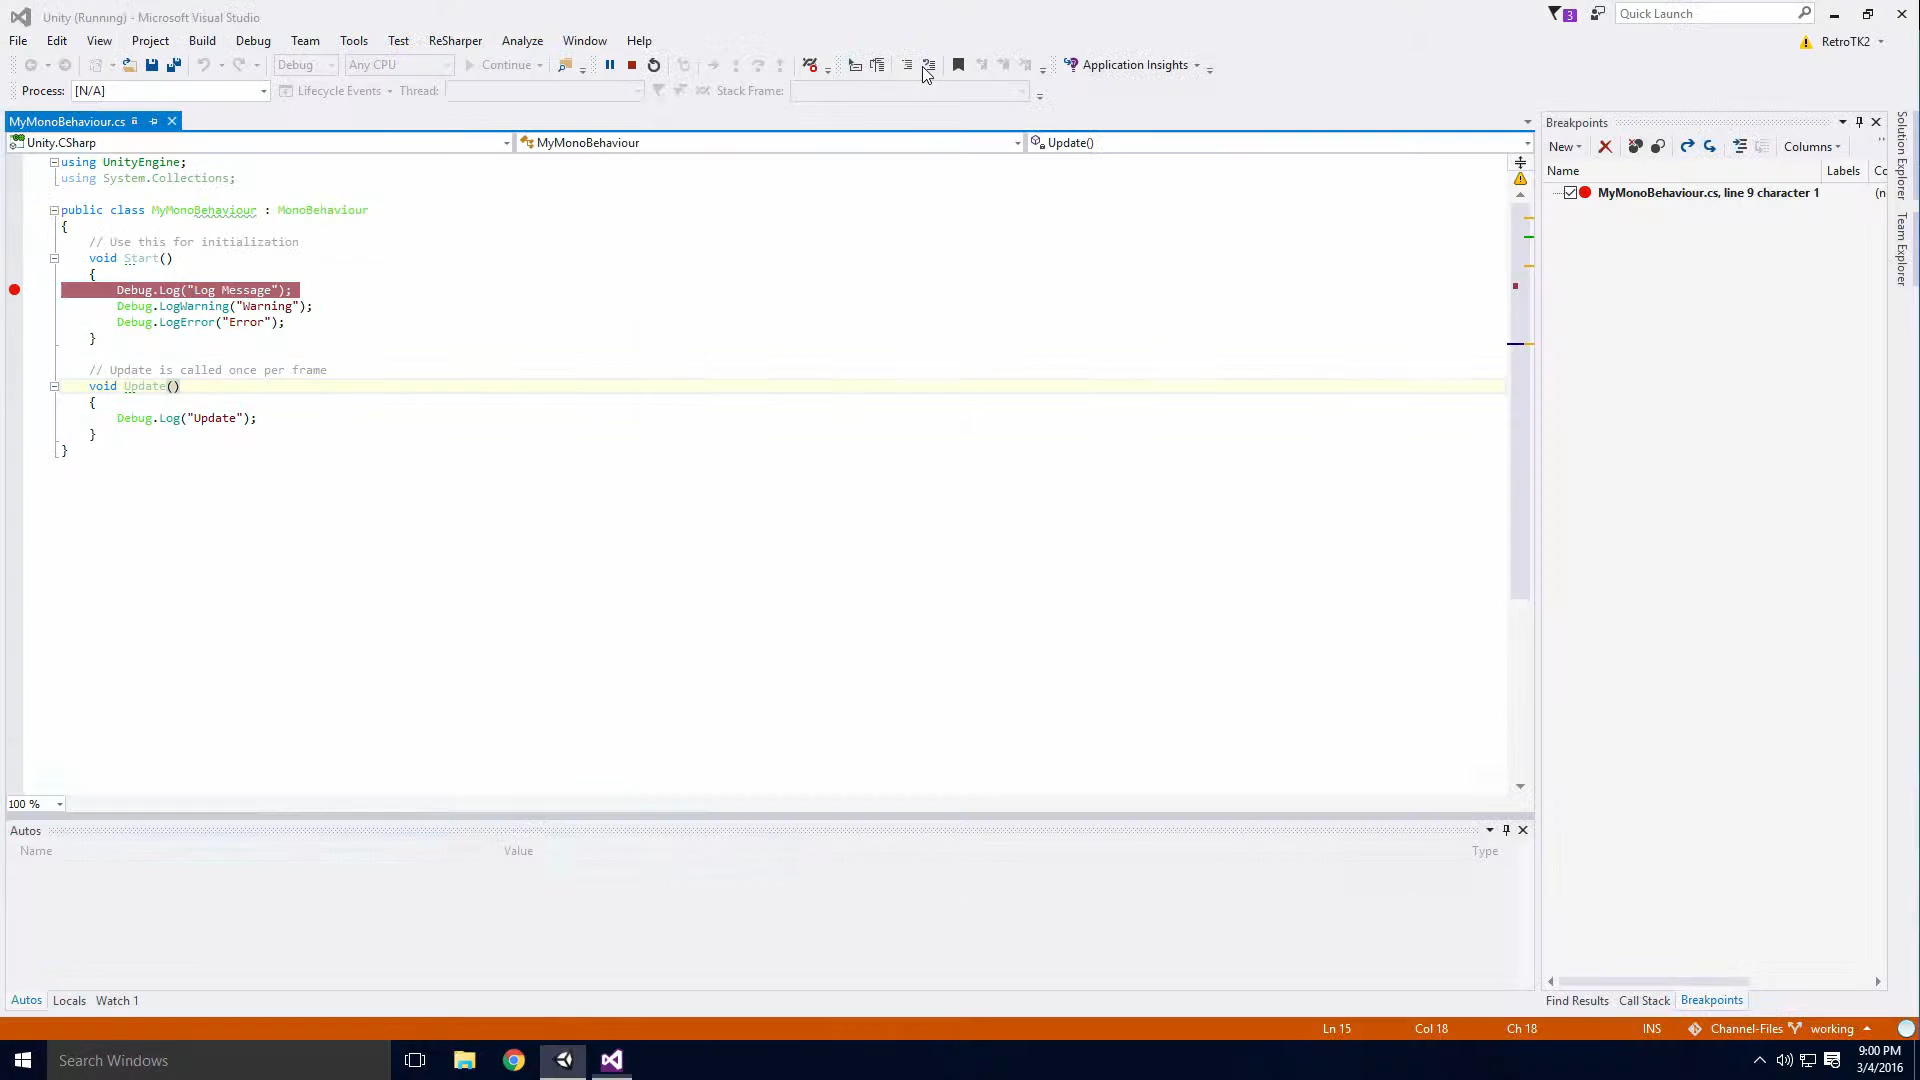 Unity (Running) - Microsoft Visual Studio
3
Quick Launch
File Edit View Project Build Debug Team Tools Test ReSharper Analyze Window Help
RetroTK2
Debug Any CPU Continue Application Insights
Process: [N/A] Lifecycle Events Thread: Stack Frame:
MyMonoBehaviour.cs
Unity.CSharp MyMonoBehaviour Update()
using UnityEngine;
using System.Collections;
public class MyMonoBehaviour : MonoBehaviour
{
// Use this for initialization
void Start()
{
Debug.Log("Log Message");
Debug.LogWarning("Warning");
Debug.LogError("Error");
}
// Update is called once per frame
void Update()
{
Debug.Log("Update");
}
}
100 %
Autos
Name Value Type
Autos Locals Watch 1
Breakpoints
New Columns
Name Labels Co
MyMonoBehaviour.cs, line 9 character 1 (n
Find Results Call Stack Breakpoints
Solution Explorer
Team Explorer
Ln 15 Col 18 Ch 18 INS Channel-Files working
Search Windows
9:00 PM
3/4/2016